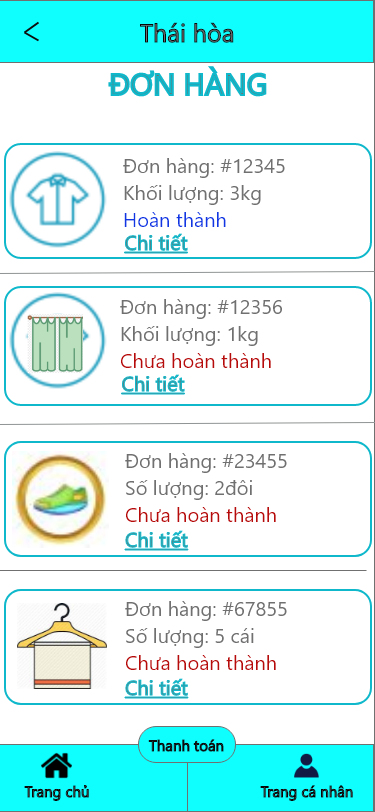 Thái hòa
ĐƠN HÀNG
Đơn hàng: #12345
Khối lượng: 3kg
Hoàn thành
Chi tiết
Đơn hàng: #12356
Khối lượng: 1kg
Chưa hoàn thành
Chi tiết
Đơn hàng: #23455
Số lượng: 2đôi
Chưa hoàn thành
Chi tiết
Đơn hàng: #67855
Số lượng: 5 cái
Chưa hoàn thành
Chi tiết
Thanh toán
Trang chủ
Trang cá nhân